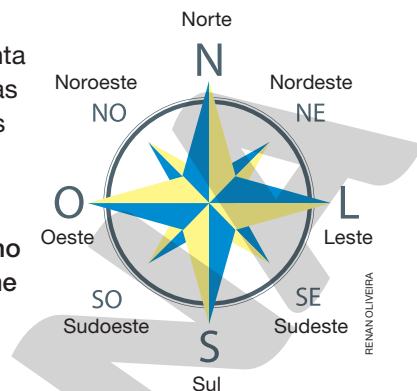 Norte
N
Noroeste
NO
Nordeste
NE
O
Oeste
L
Leste
SO
Sudoeste
SE
Sudeste
S
Sul
RENAN OLIVEIRA